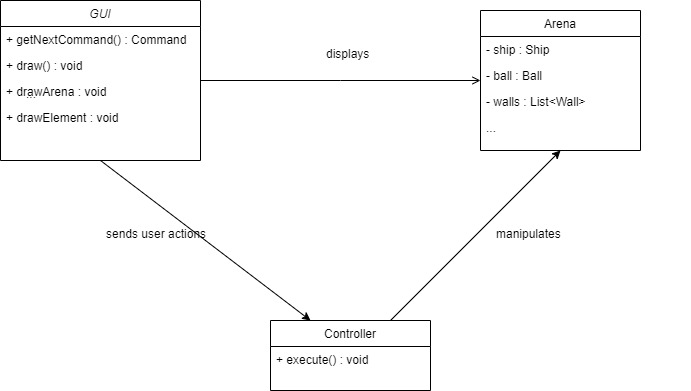 GUI
+ getNextCommand() : Command
+ draw() : void
+ drawArena : void
+ drawElement : void
displays
Arena
- ship : Ship
- ball : Ball
- walls : List<Wall>
...
sends user actions
manipulates
Controller
+ execute() : void